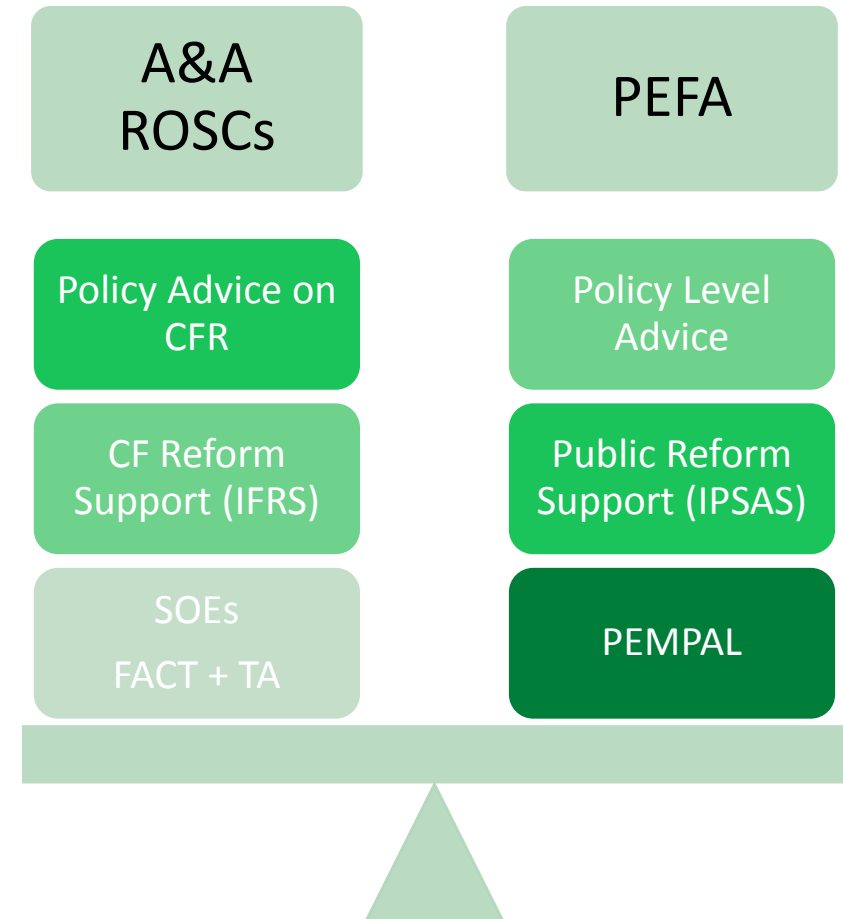 A&A
ROSCs
PEFA
Policy Advice on
CFR
Policy Level
Advice
CF Reform
Support (IFRS)
Public Reform
Support (IPSAS)
SOEs
FACT + TA
PEMPAL